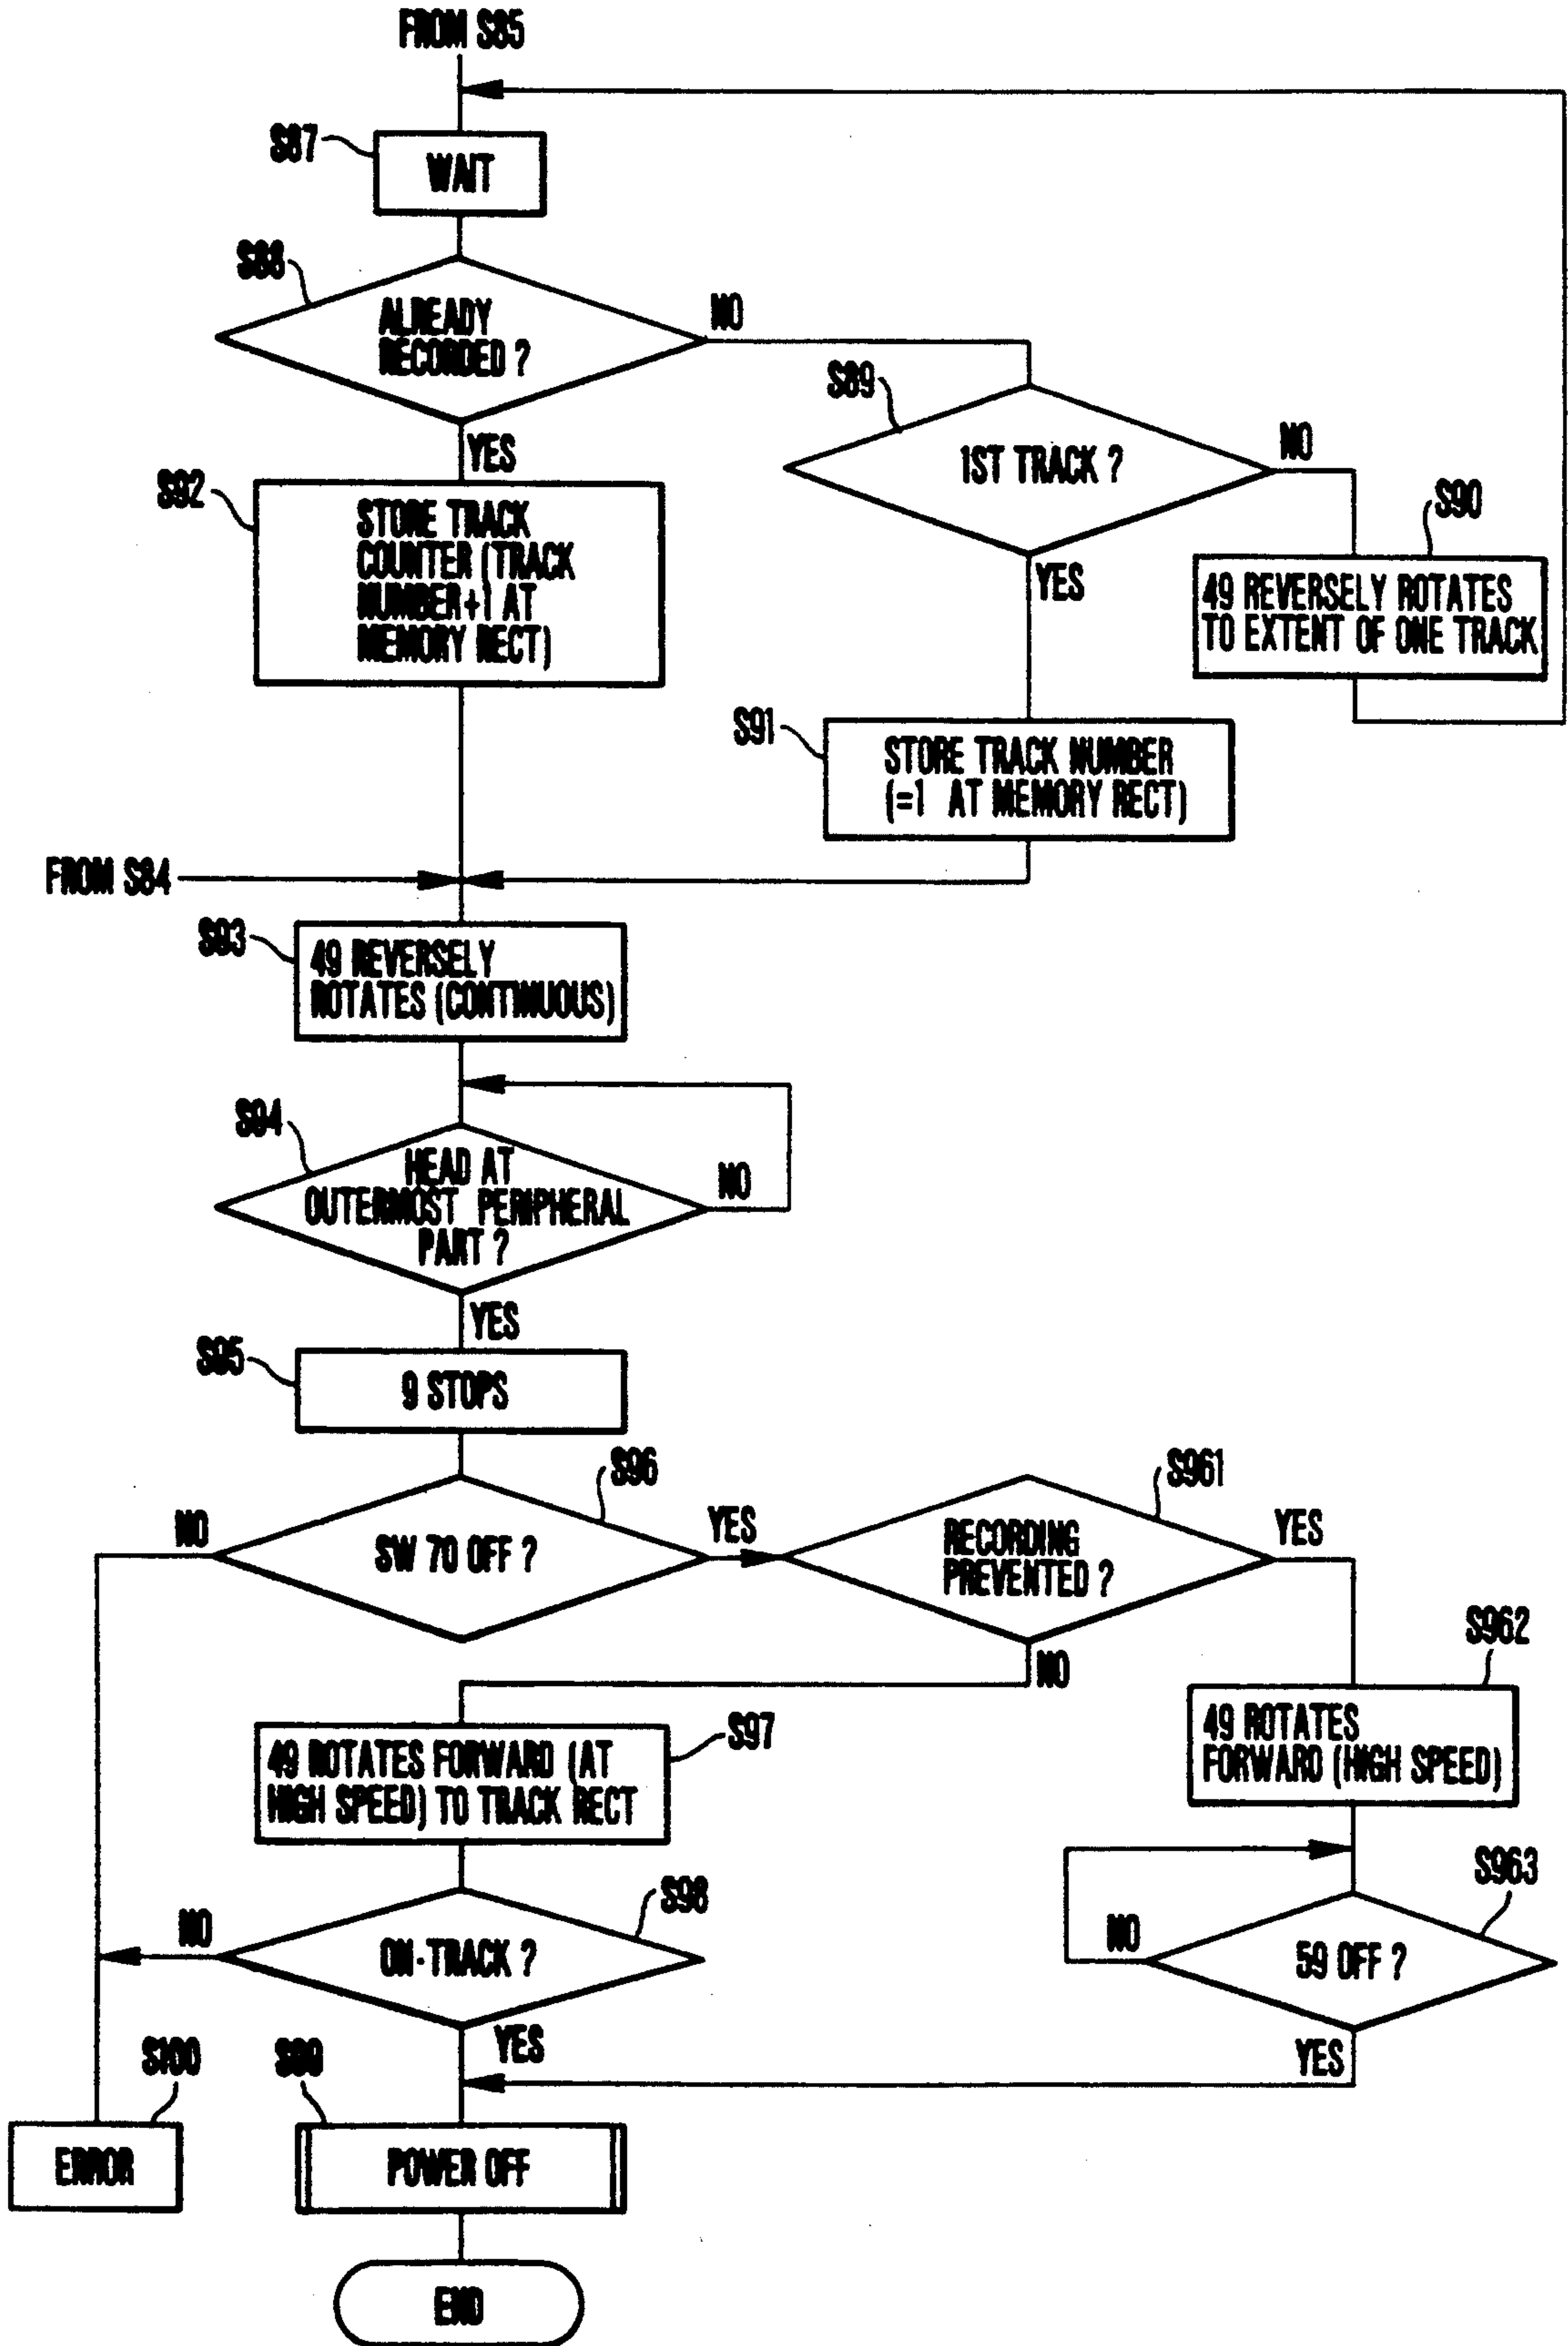 FROM S85
S87
WAIT
S88
ALREADY
RECORDED ?
NO
YES
S89
1ST TRACK ?
NO
YES
S90
49 REVERSELY ROTATES
TO EXTENT OF ONE TRACK
S92
STORE TRACK
COUNTER (TRACK
NUMBER+1 AT
MEMORY RECT)
S91
STORE TRACK NUMBER
(=1 AT MEMORY RECT)
FROM S84
S93
49 REVERSELY
ROTATES (CONTINUOUS)
S94
HEAD AT
OUTERMOST PERIPHERAL
PART ?
NO
YES
S95
9 STOPS
S96
SW 70 OFF ?
NO
YES
S961
RECORDING
PREVENTED ?
YES
NO
S962
49 ROTATES
FORWARD (HIGH SPEED)
S97
49 ROTATES FORWARD (AT
HIGH SPEED) TO TRACK RECT
S963
59 OFF ?
NO
YES
S98
ON-TRACK ?
NO
YES
S100
ERROR
S99
POWER OFF
END